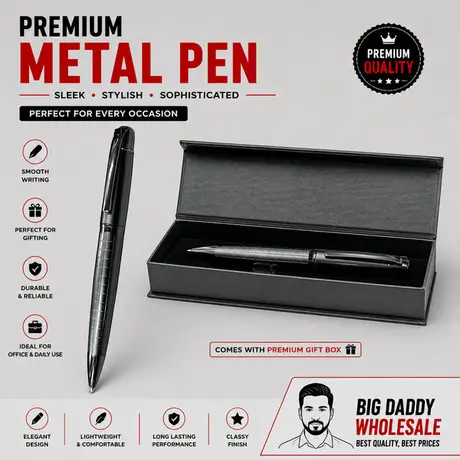 PREMIUM
METAL PEN
SLEEK • STYLISH • SOPHISTICATED
PERFECT FOR EVERY OCCASION
PREMIUM
QUALITY
SMOOTH
WRITING
PERFECT FOR
GIFTING
DURABLE
& RELIABLE
IDEAL FOR
OFFICE & DAILY USE
COMES WITH PREMIUM GIFT BOX
ELEGANT
DESIGN
LIGHTWEIGHT
& COMFORTABLE
LONG LASTING
PERFORMANCE
CLASSY
FINISH
BIG DADDY
WHOLESALE
BEST QUALITY, BEST PRICES